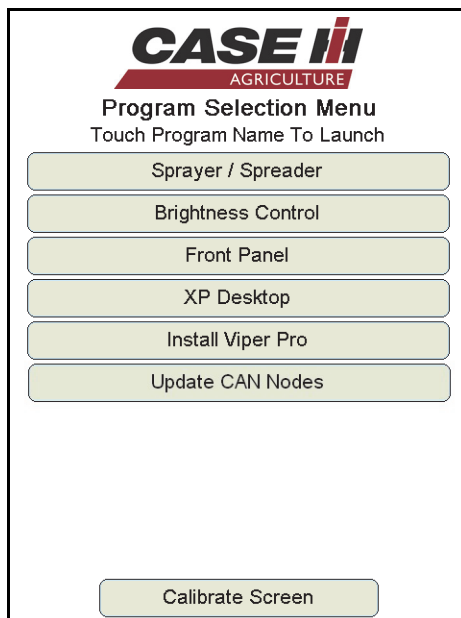 CASE IH
AGRICULTURE
Program Selection Menu
Touch Program Name To Launch
Sprayer / Spreader
Brightness Control
Front Panel
XP Desktop
Install Viper Pro
Update CAN Nodes
Calibrate Screen